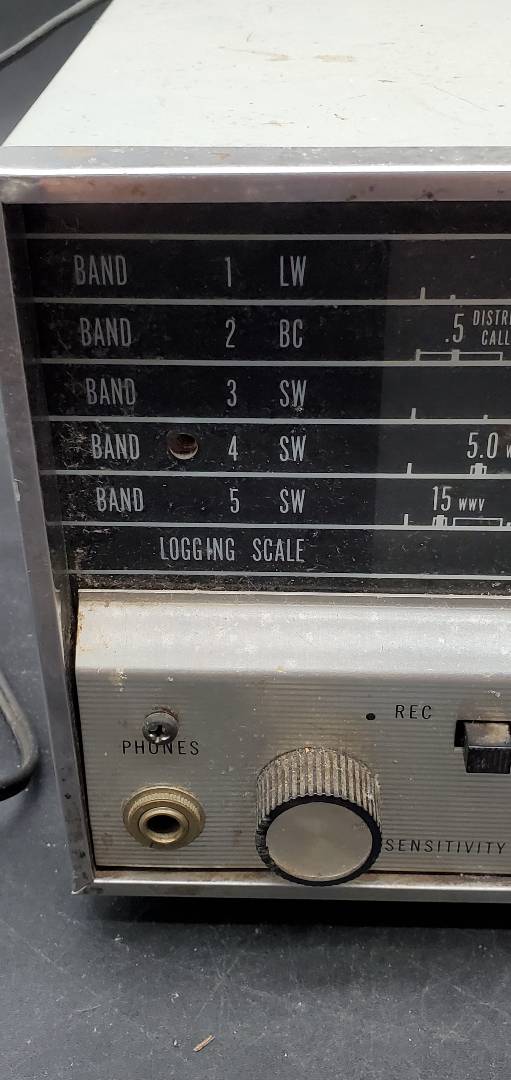 BAND 1 LW
BAND 2 BC .5
BAND 3 SW
BAND 4 SW 5.0
BAND 5 SW 15 WWV
LOGGING SCALE
REC
PHONES
SENSITIVITY